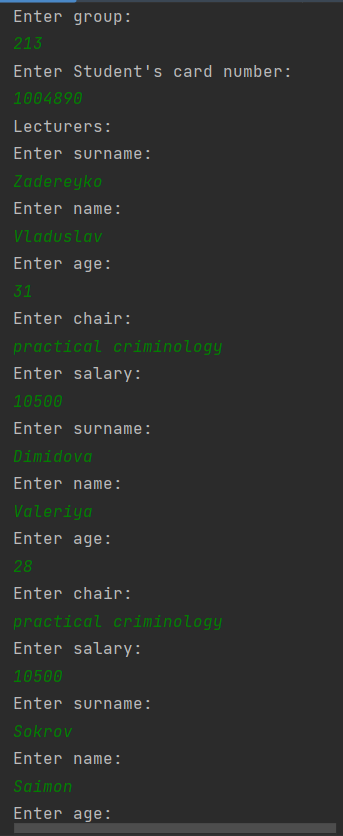 Enter group:
213
Enter Student's card number:
1004890
Lecturers:
Enter surname:
Zadereyko
Enter name:
Vladuslav
Enter age:
31
Enter chair:
practical criminology
Enter salary:
10500
Enter surname:
Dimidova
Enter name:
Valeriya
Enter age:
28
Enter chair:
practical criminology
Enter salary:
10500
Enter surname:
Sokrov
Enter name:
Saimon
Enter age: